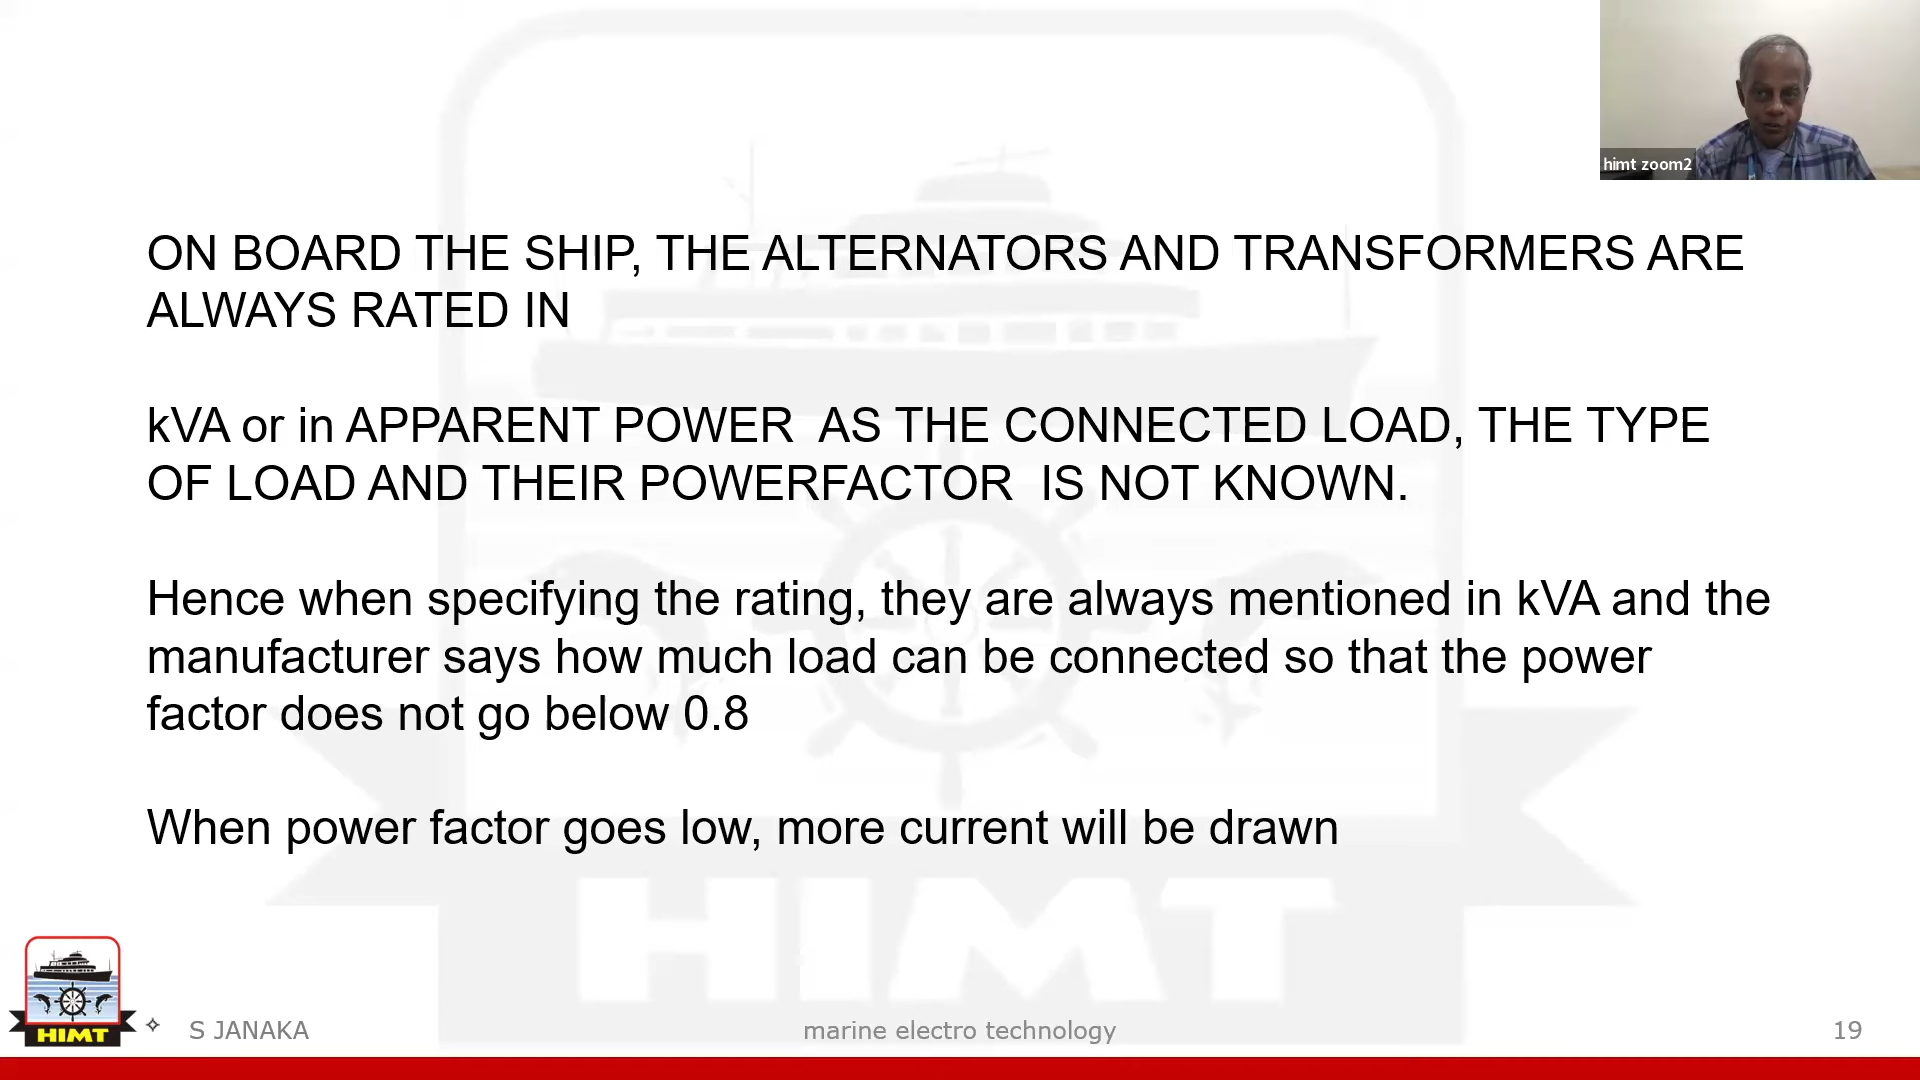 himt zoom2
ON BOARD THE SHIP, THE ALTERNATORS AND TRANSFORMERS ARE
ALWAYS RATED IN
kVA or in APPARENT POWER  AS THE CONNECTED LOAD, THE TYPE
OF LOAD AND THEIR POWERFACTOR  IS NOT KNOWN.
Hence when specifying the rating, they are always mentioned in kVA and the
manufacturer says how much load can be connected so that the power
factor does not go below 0.8
When power factor goes low, more current will be drawn
HIMT
HIMT
S JANAKA
marine electro technology
19